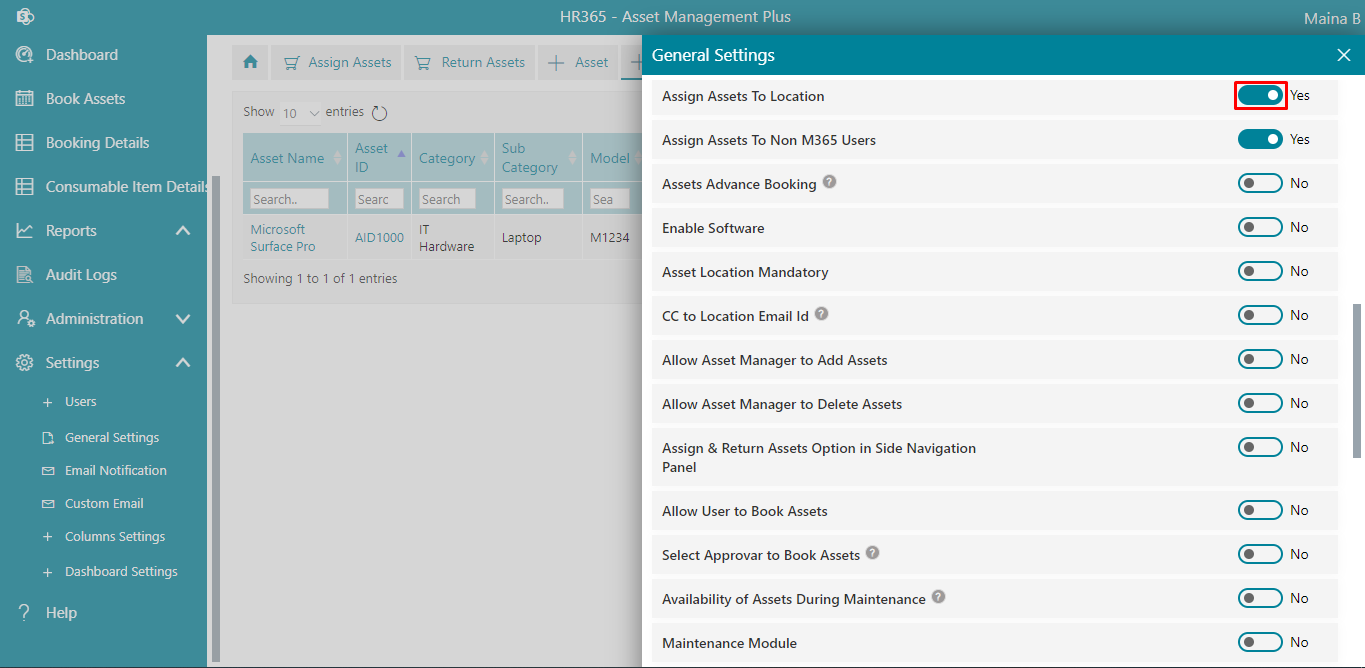 HR365 - Asset Management Plus
Maina B
Dashboard
Book Assets
Booking Details
Consumable Item Details
Reports
Audit Logs
Administration
Settings
Users
General Settings
Email Notification
Custom Email
Columns Settings
Dashboard Settings
Help
Assign Assets
Return Assets
Asset
Show 10 entries
Asset Name
Asset ID
Category
Sub Category
Model
Search..
Searc
Search
Search..
Sea
Microsoft Surface Pro
AID1000
IT Hardware
Laptop
M1234
Showing 1 to 1 of 1 entries
General Settings
Assign Assets To Location Yes
Assign Assets To Non M365 Users Yes
Assets Advance Booking ? No
Enable Software No
Asset Location Mandatory No
CC to Location Email Id ? No
Allow Asset Manager to Add Assets No
Allow Asset Manager to Delete Assets No
Assign & Return Assets Option in Side Navigation No
Panel
Allow User to Book Assets No
Select Approvar to Book Assets ? No
Availability of Assets During Maintenance ? No
Maintenance Module No